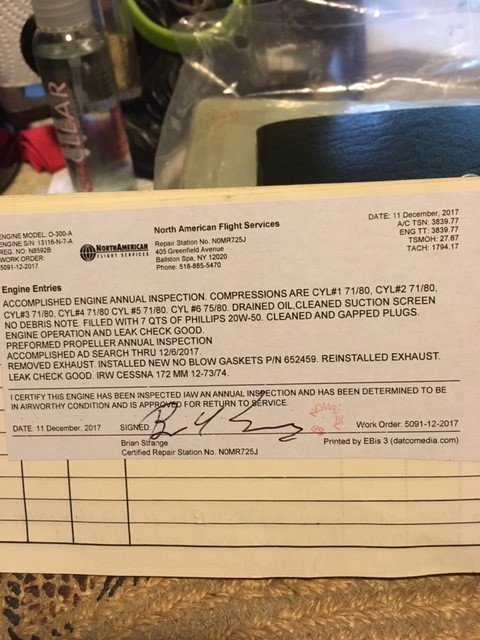 CLEAR
ENGINE MODEL: O-300-A
ENGINE S/N: 13116-N-7-A
REG. NO: N8592B
WORK ORDER:
5091-12-2017
NORTHAMERICAN
FLIGHT SERVICES
North American Flight Services
Repair Station No. N0MR725J
405 Greenfield Avenue
Ballston Spa, NY 12020
Phone: 518-885-5470
DATE: 11 December, 2017
A/C TSN: 3839.77
ENG TT: 3839.77
TSMOH: 27.67
TACH: 1794.17
Engine Entries
ACCOMPLISHED ENGINE ANNUAL INSPECTION. COMPRESSIONS ARE CYL#1 71/80, CYL#2 71/80,
CYL#3 71/80, CYL#4 71/80 CYL #5 71/80, CYL #6 75/80. DRAINED OIL.CLEANED SUCTION SCREEN
NO DEBRIS NOTE. FILLED WITH 7 QTS OF PHILLIPS 20W-50. CLEANED AND GAPPED PLUGS.
ENGINE OPERATION AND LEAK CHECK GOOD.
PREFORMED PROPELLER ANNUAL INSPECTION
ACCOMPLISHED AD SEARCH THRU 12/6/2017.
REMOVED EXHAUST. INSTALLED NEW NO BLOW GASKETS P/N 652459. REINSTALLED EXHAUST.
LEAK CHECK GOOD. IRW CESSNA 172 MM 12-73/74.
I CERTIFY THIS ENGINE HAS BEEN INSPECTED IAW AN ANNUAL INSPECTION AND HAS BEEN DETERMINED TO BE
IN AIRWORTHY CONDITION AND IS APPROVED FOR RETURN TO SERVICE.
DATE: 11 December, 2017
SIGNED:
Work Order: 5091-12-2017
Brian Strange
Certified Repair Station No. N0MR725J
Printed by EBis 3 (datcomedia.com)